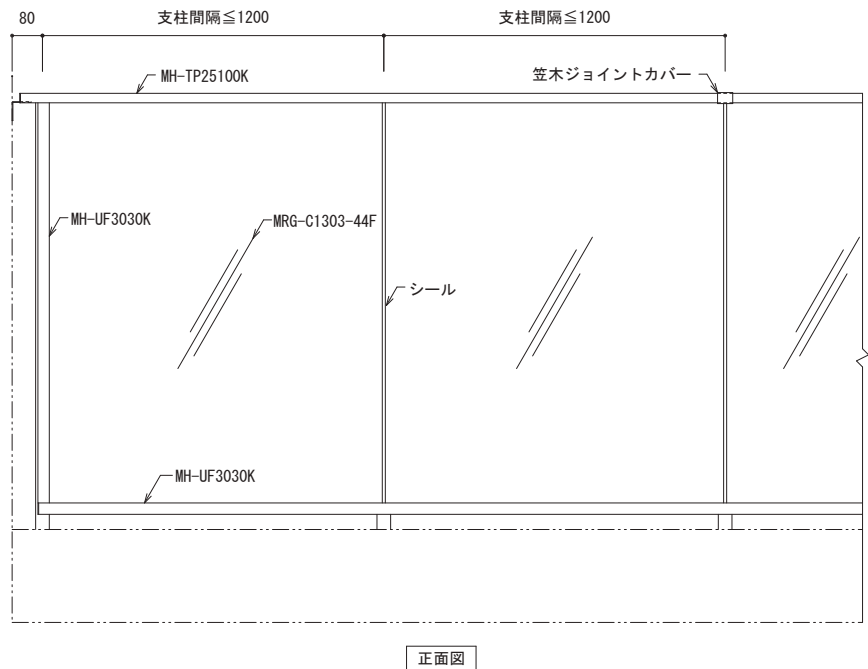 80
支柱間隔≦1200
支柱間隔≦1200
MH-TP25100K
笠木ジョイントカバー
MH-UF3030K
MRG-C1303-44F
シール
MH-UF3030K
正面図